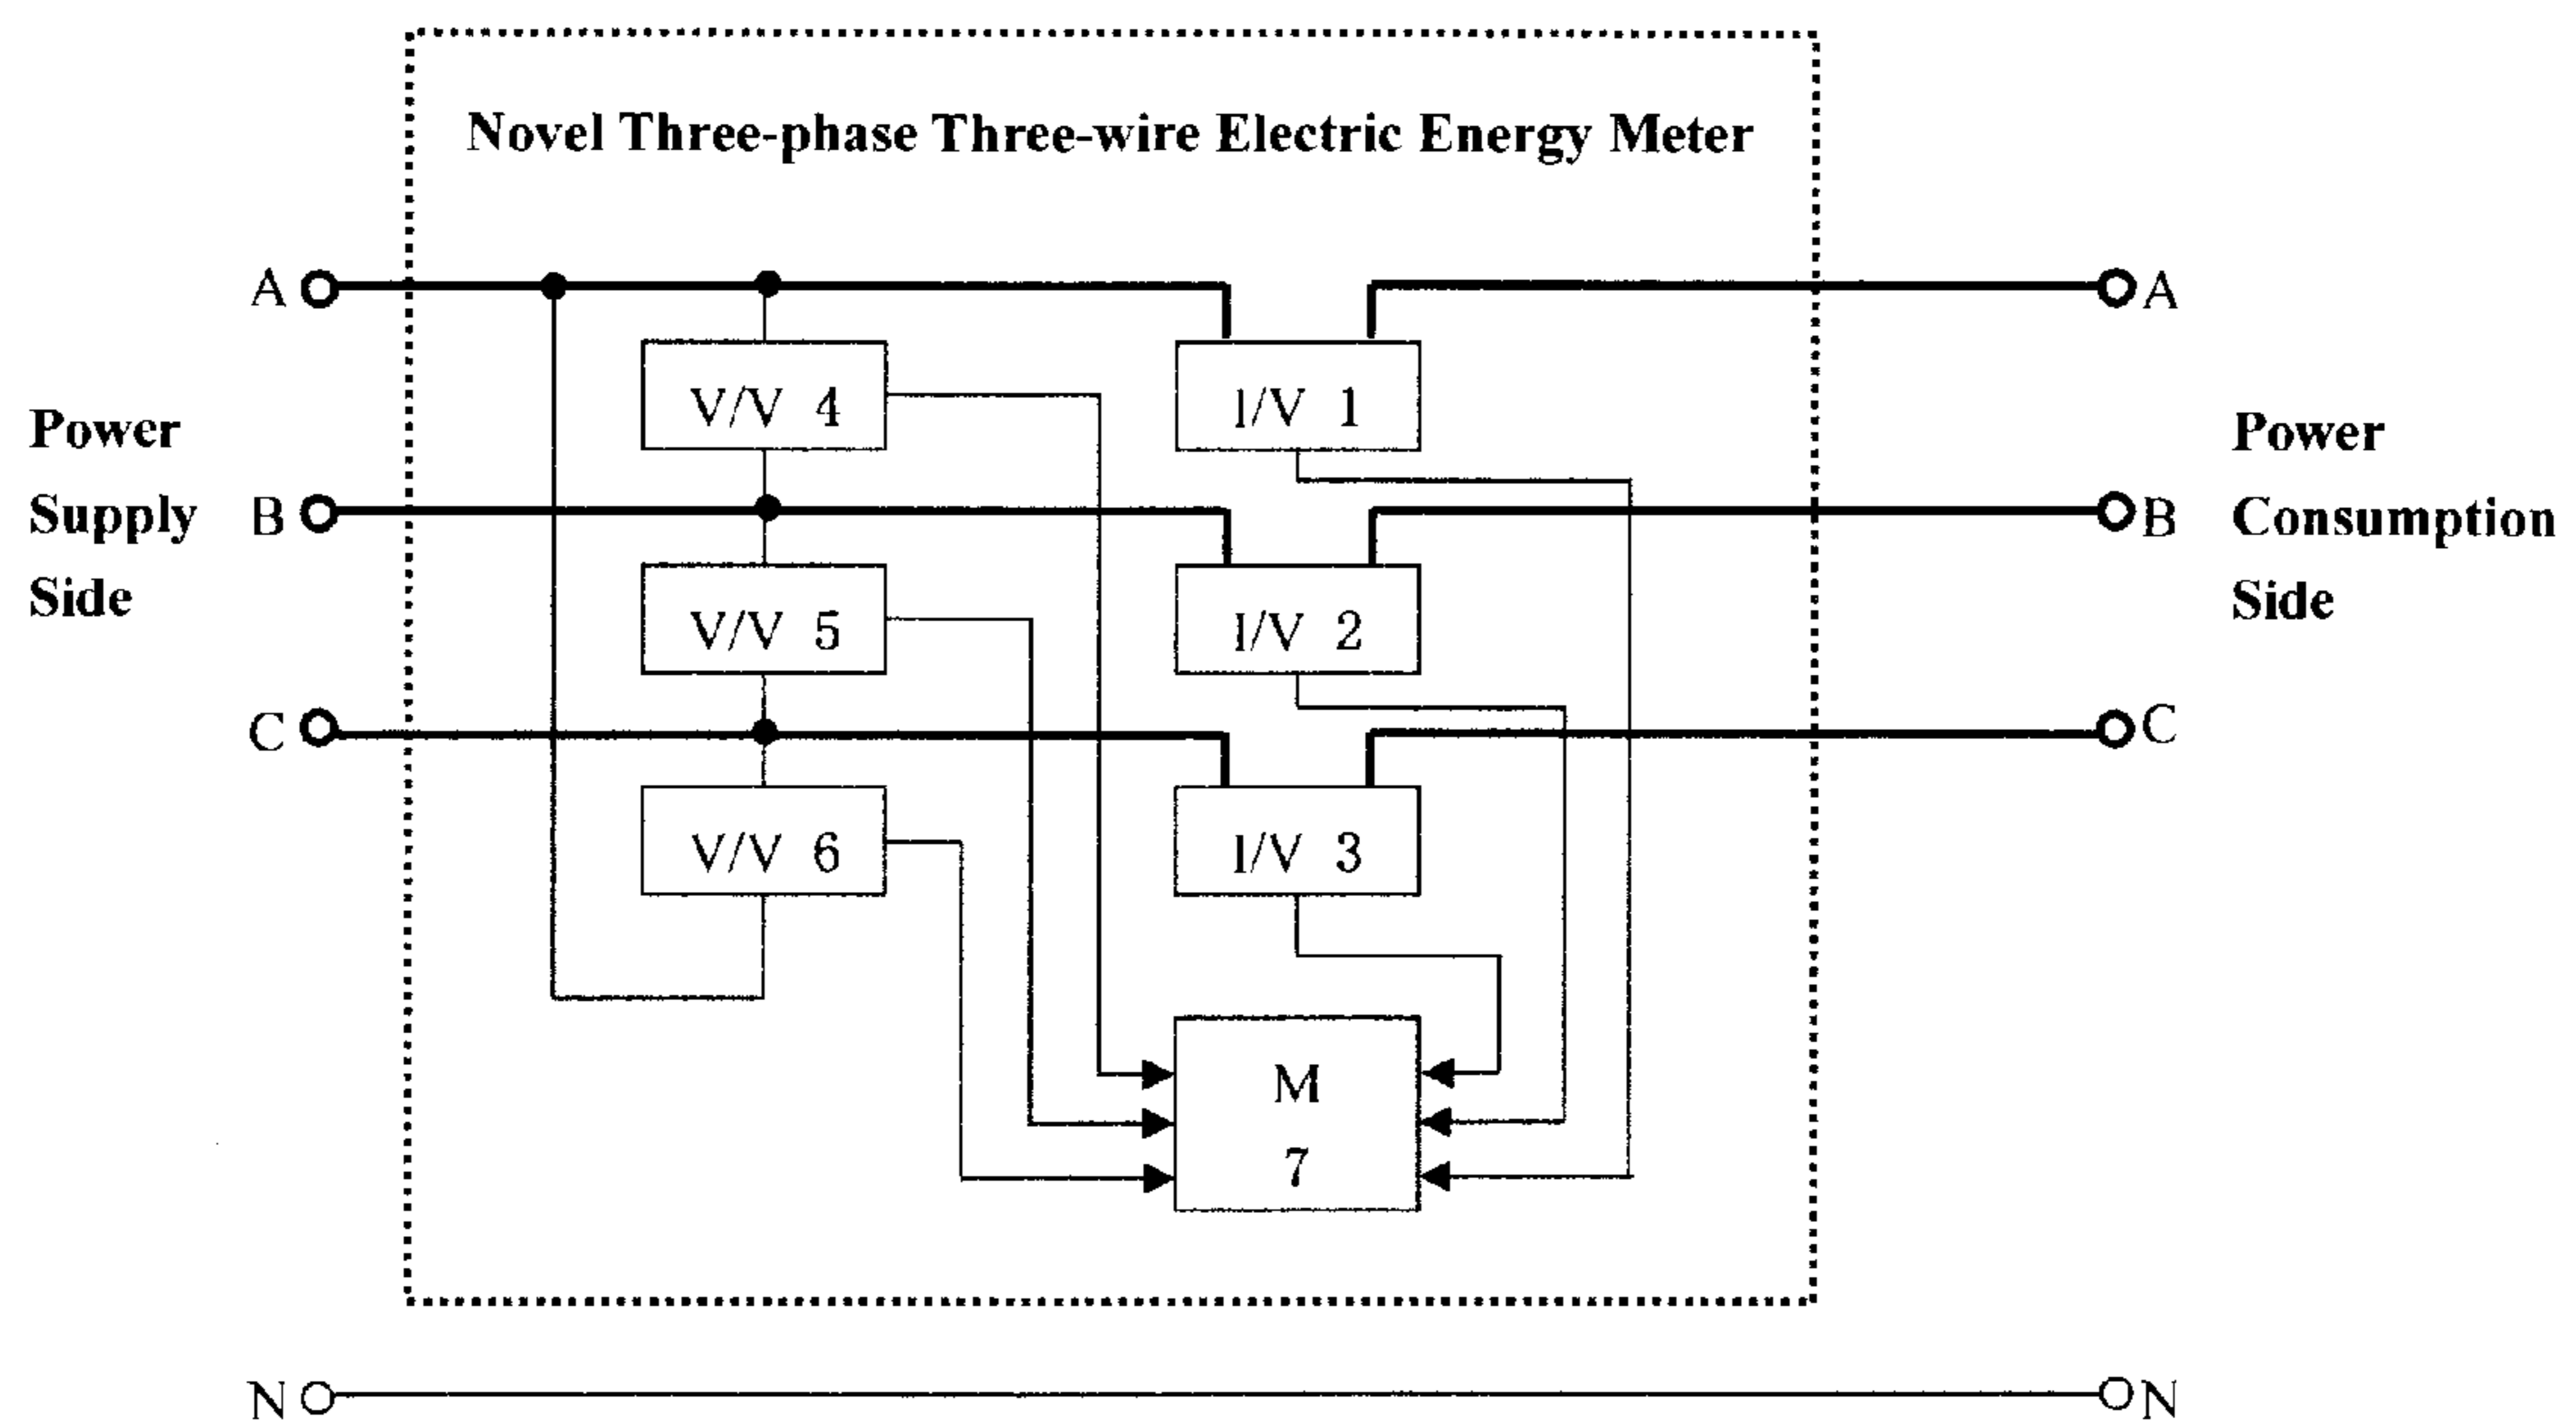 Novel Three-phase Three-wire Electric Energy Meter
A
A
V/V 4
I/V 1
Power
Supply
Side
B
B
Power
Consumption
Side
V/V 5
I/V 2
C
C
V/V 6
I/V 3
M
7
N
N